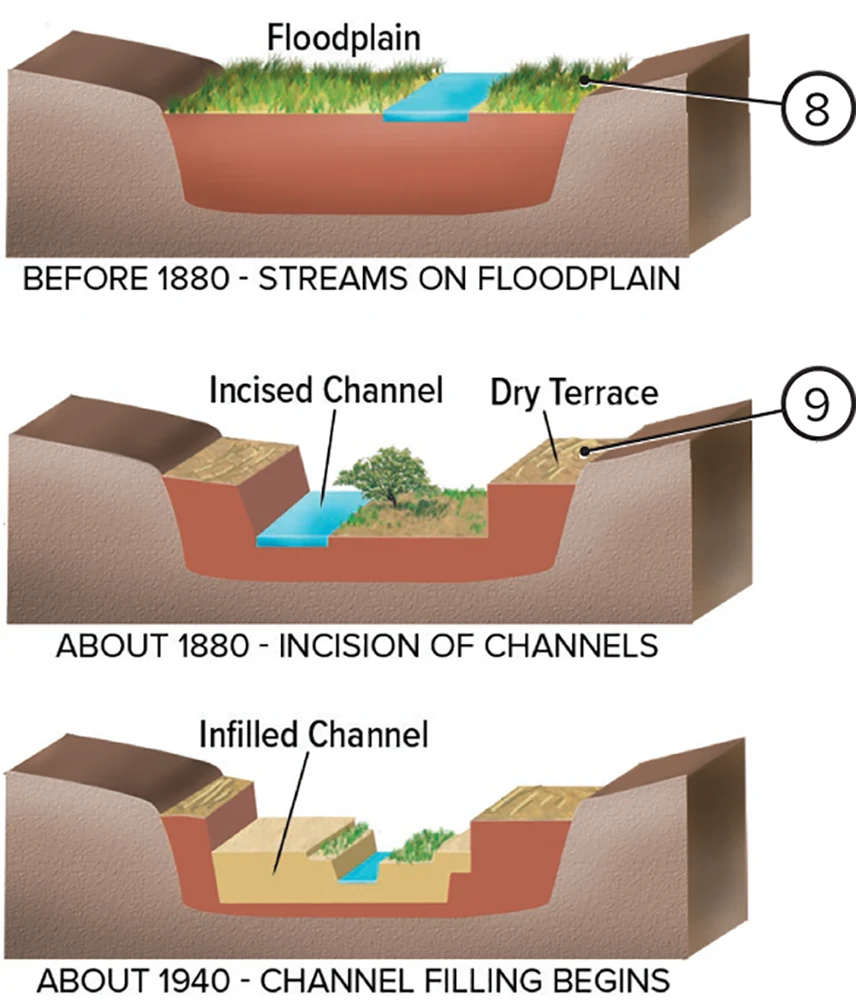 Floodplain
8
BEFORE 1880 - STREAMS ON FLOODPLAIN
Incised Channel
Dry Terrace
9
ABOUT 1880 - INCISION OF CHANNELS
Infilled Channel
ABOUT 1940 - CHANNEL FILLING BEGINS